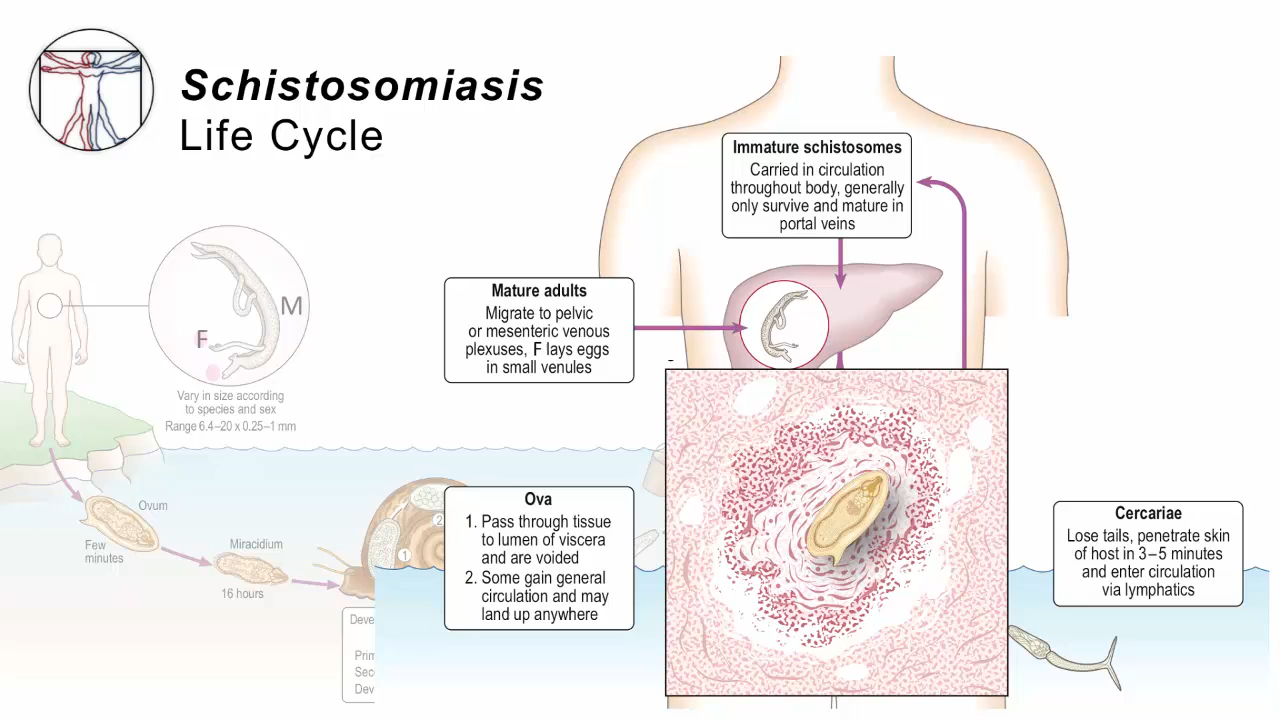 Schistosomiasis
Life Cycle
Immature schistosomes
Carried in circulation
throughout body, generally
only survive and mature in
portal veins
Mature adults
Migrate to pelvic
or mesenteric venous
plexuses, F lays eggs
in small venules
M
F
Vary in size according
to species and sex
Range 6.4–20 x 0.25–1 mm
Ovum
Few
minutes
Miracidium
16 hours
2
1
Ova
1. Pass through tissue
to lumen of viscera
and are voided
2. Some gain general
circulation and may
land up anywhere
Cercariae
Lose tails, penetrate skin
of host in 3–5 minutes
and enter circulation
via lymphatics